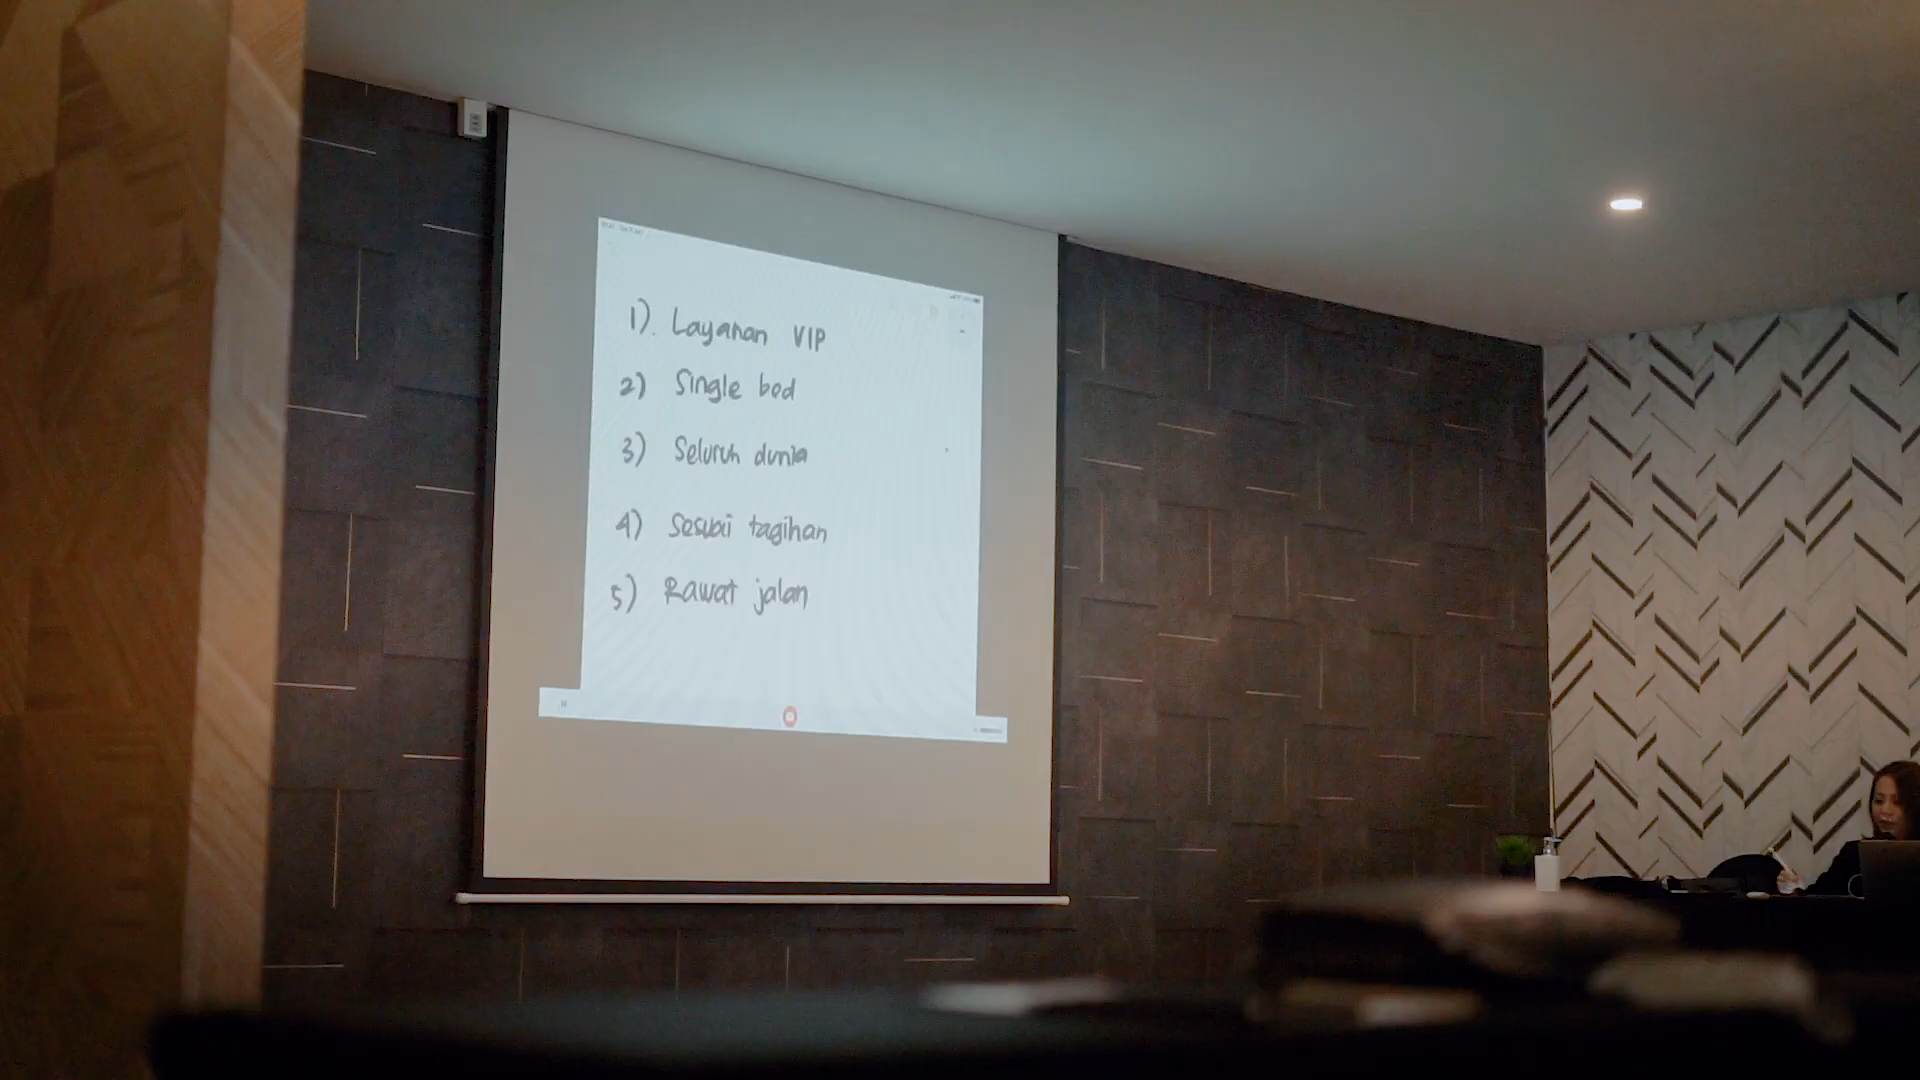 1). Layanan VIP
2) Single bed
3) Seluruh dunia
4) Sesuai tagihan
5) Rawat jalan